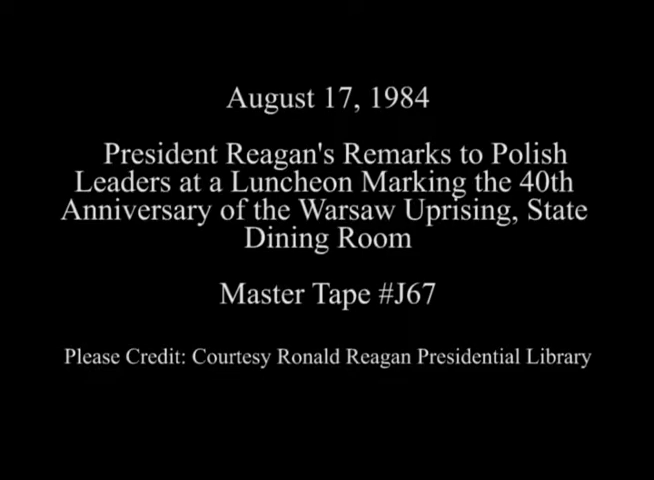 August 17, 1984
President Reagan's Remarks to Polish
Leaders at a Luncheon Marking the 40th
Anniversary of the Warsaw Uprising, State
Dining Room
Master Tape #J67
Please Credit: Courtesy Ronald Reagan Presidential Library